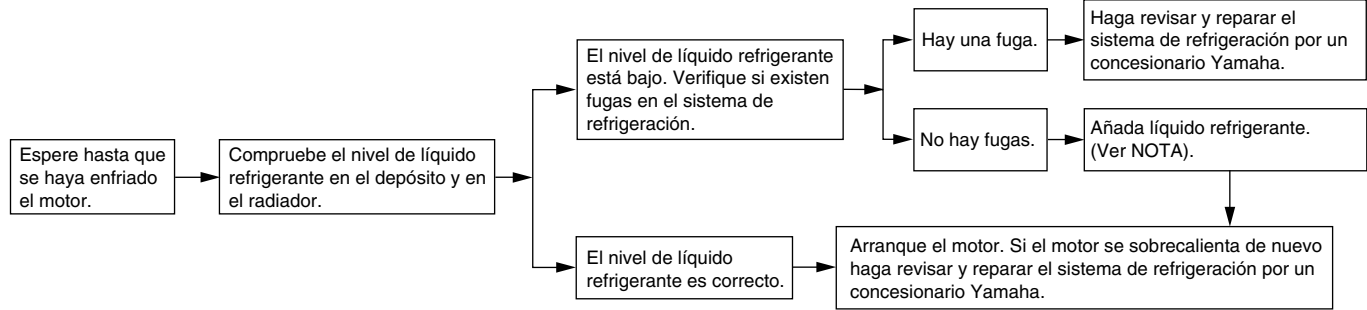 Espere hasta que
se haya enfriado
el motor.
Compruebe el nivel de líquido
refrigerante en el depósito y en
el radiador.
El nivel de líquido refrigerante
está bajo. Verifique si existen
fugas en el sistema de
refrigeración.
Hay una fuga.
Haga revisar y reparar el
sistema de refrigeración por un
concesionario Yamaha.
No hay fugas.
Añada líquido refrigerante.
(Ver NOTA).
El nivel de líquido
refrigerante es correcto.
Arranque el motor. Si el motor se sobrecalienta de nuevo
haga revisar y reparar el sistema de refrigeración por un
concesionario Yamaha.